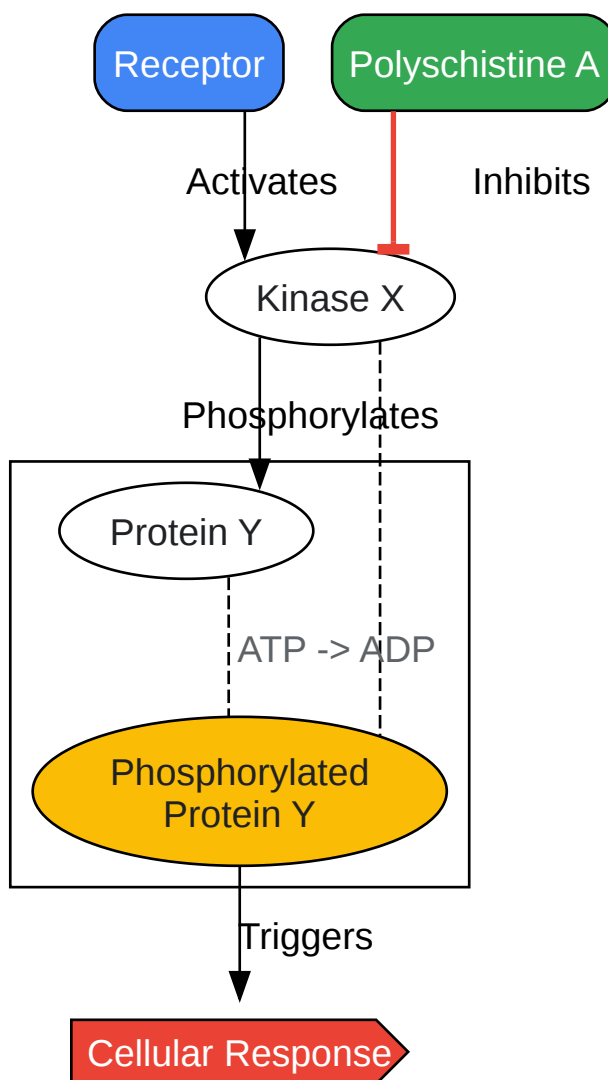 Receptor
Polyschistine A
Activates
Inhibits
Kinase X
Phosphorylates
Protein Y
ATP -> ADP
Phosphorylated
Protein Y
Triggers
Cellular Response